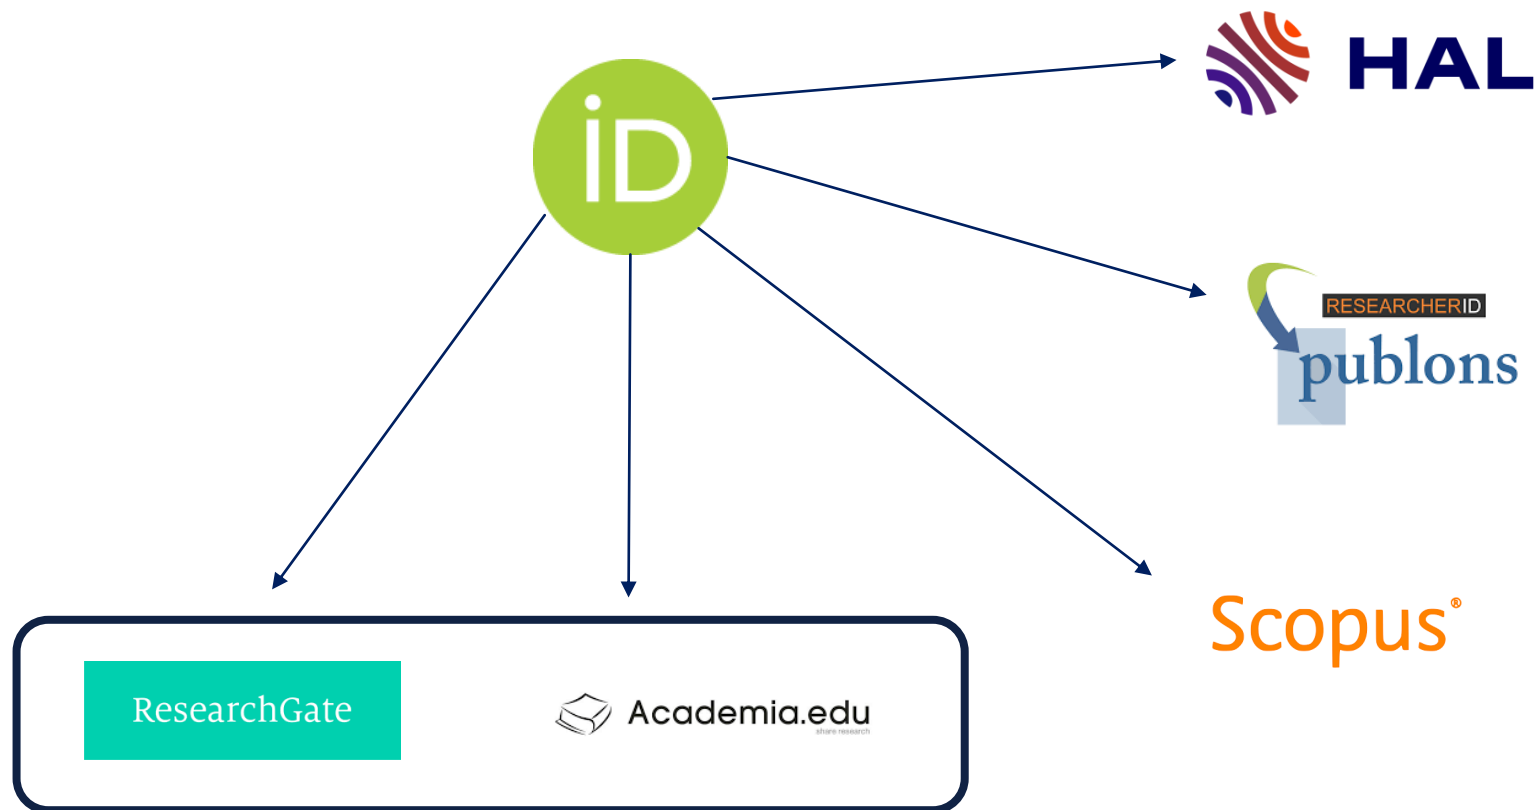 iD
HAL
RESEARCHERID
publons
Scopus®
ResearchGate
Academia.edu
share research